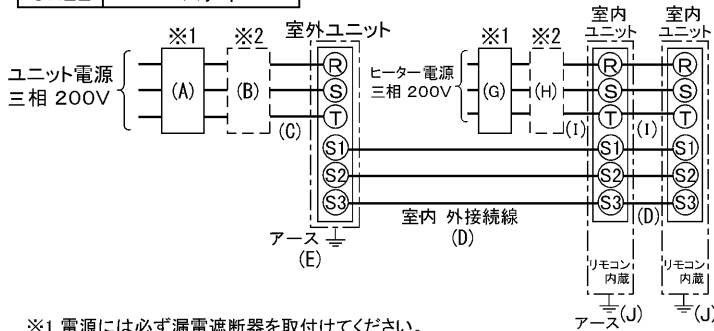 ※1 ※2 室外ユニット ※1 ※2 室内ユニット 室内ユニット
ユニット電源
三相 200V
(A) (B) (C)
R
S
T
S1
S2
S3
アース
(E)
ヒーター電源
三相 200V
(G) (H) (I) (I)
室内 外接続線
(D) (D)
R
S
T
S1
S2
S3
リモコン
内蔵
アース (J)
R
S
T
S1
S2
S3
リモコン
内蔵
(J)
※1 電源には必ず漏電遮断器を取付けてください。